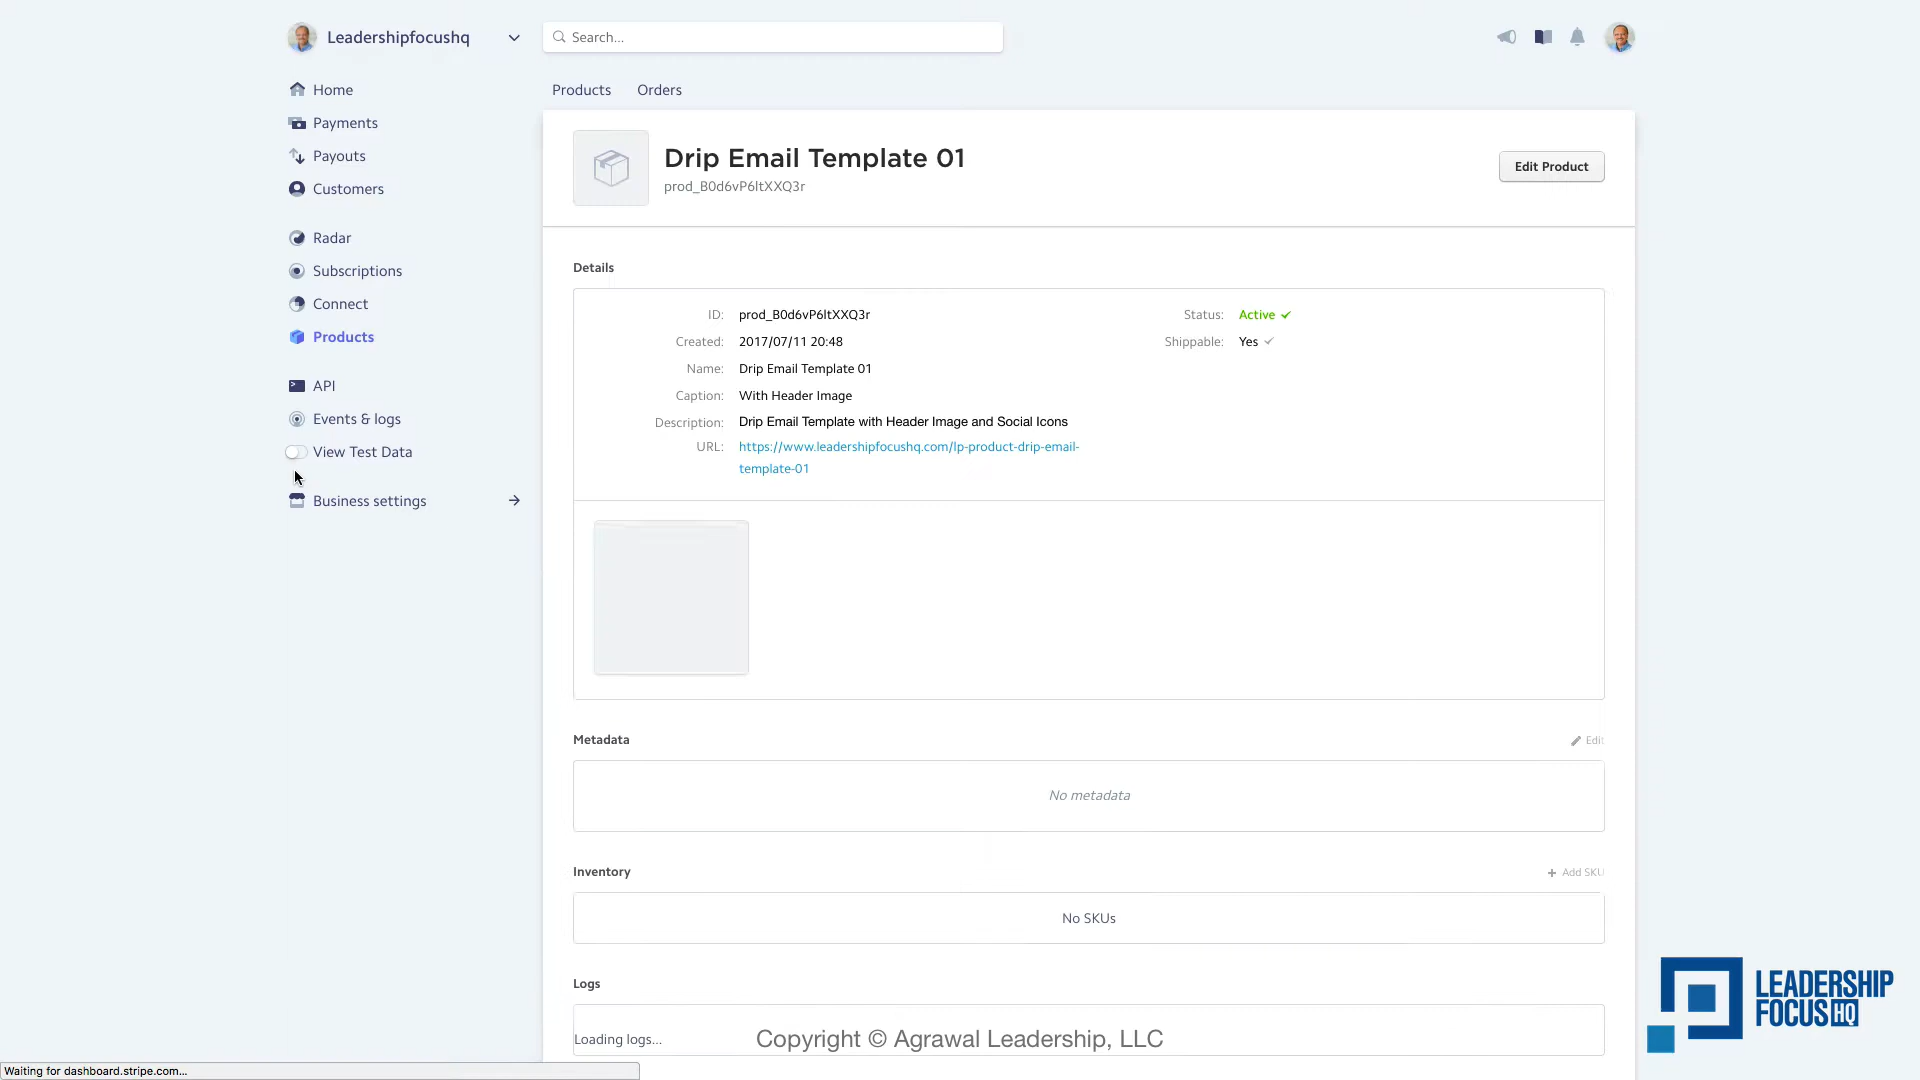 Leadershipfocushq
Search...
Home
Payments
Payouts
Customers
Radar
Subscriptions
Connect
Products
API
Events & logs
View Test Data
Business settings
Products
Orders
Drip Email Template 01
prod_B0d6vP6ltXXQ3r
Edit Product
Details
ID: prod_B0d6vP6ltXXQ3r
Created: 2017/07/11 20:48
Name: Drip Email Template 01
Caption: With Header Image
Description: Drip Email Template with Header Image and Social Icons
URL: https://www.leadershipfocushq.com/lp-product-drip-email-
template-01
Status: Active
Shippable: Yes
Metadata
Edit
No metadata
Inventory
+ Add SKU
No SKUs
Logs
Loading logs...
Copyright © Agrawal Leadership, LLC
LEADERSHIP
FOCUS HQ
Waiting for dashboard.stripe.com...